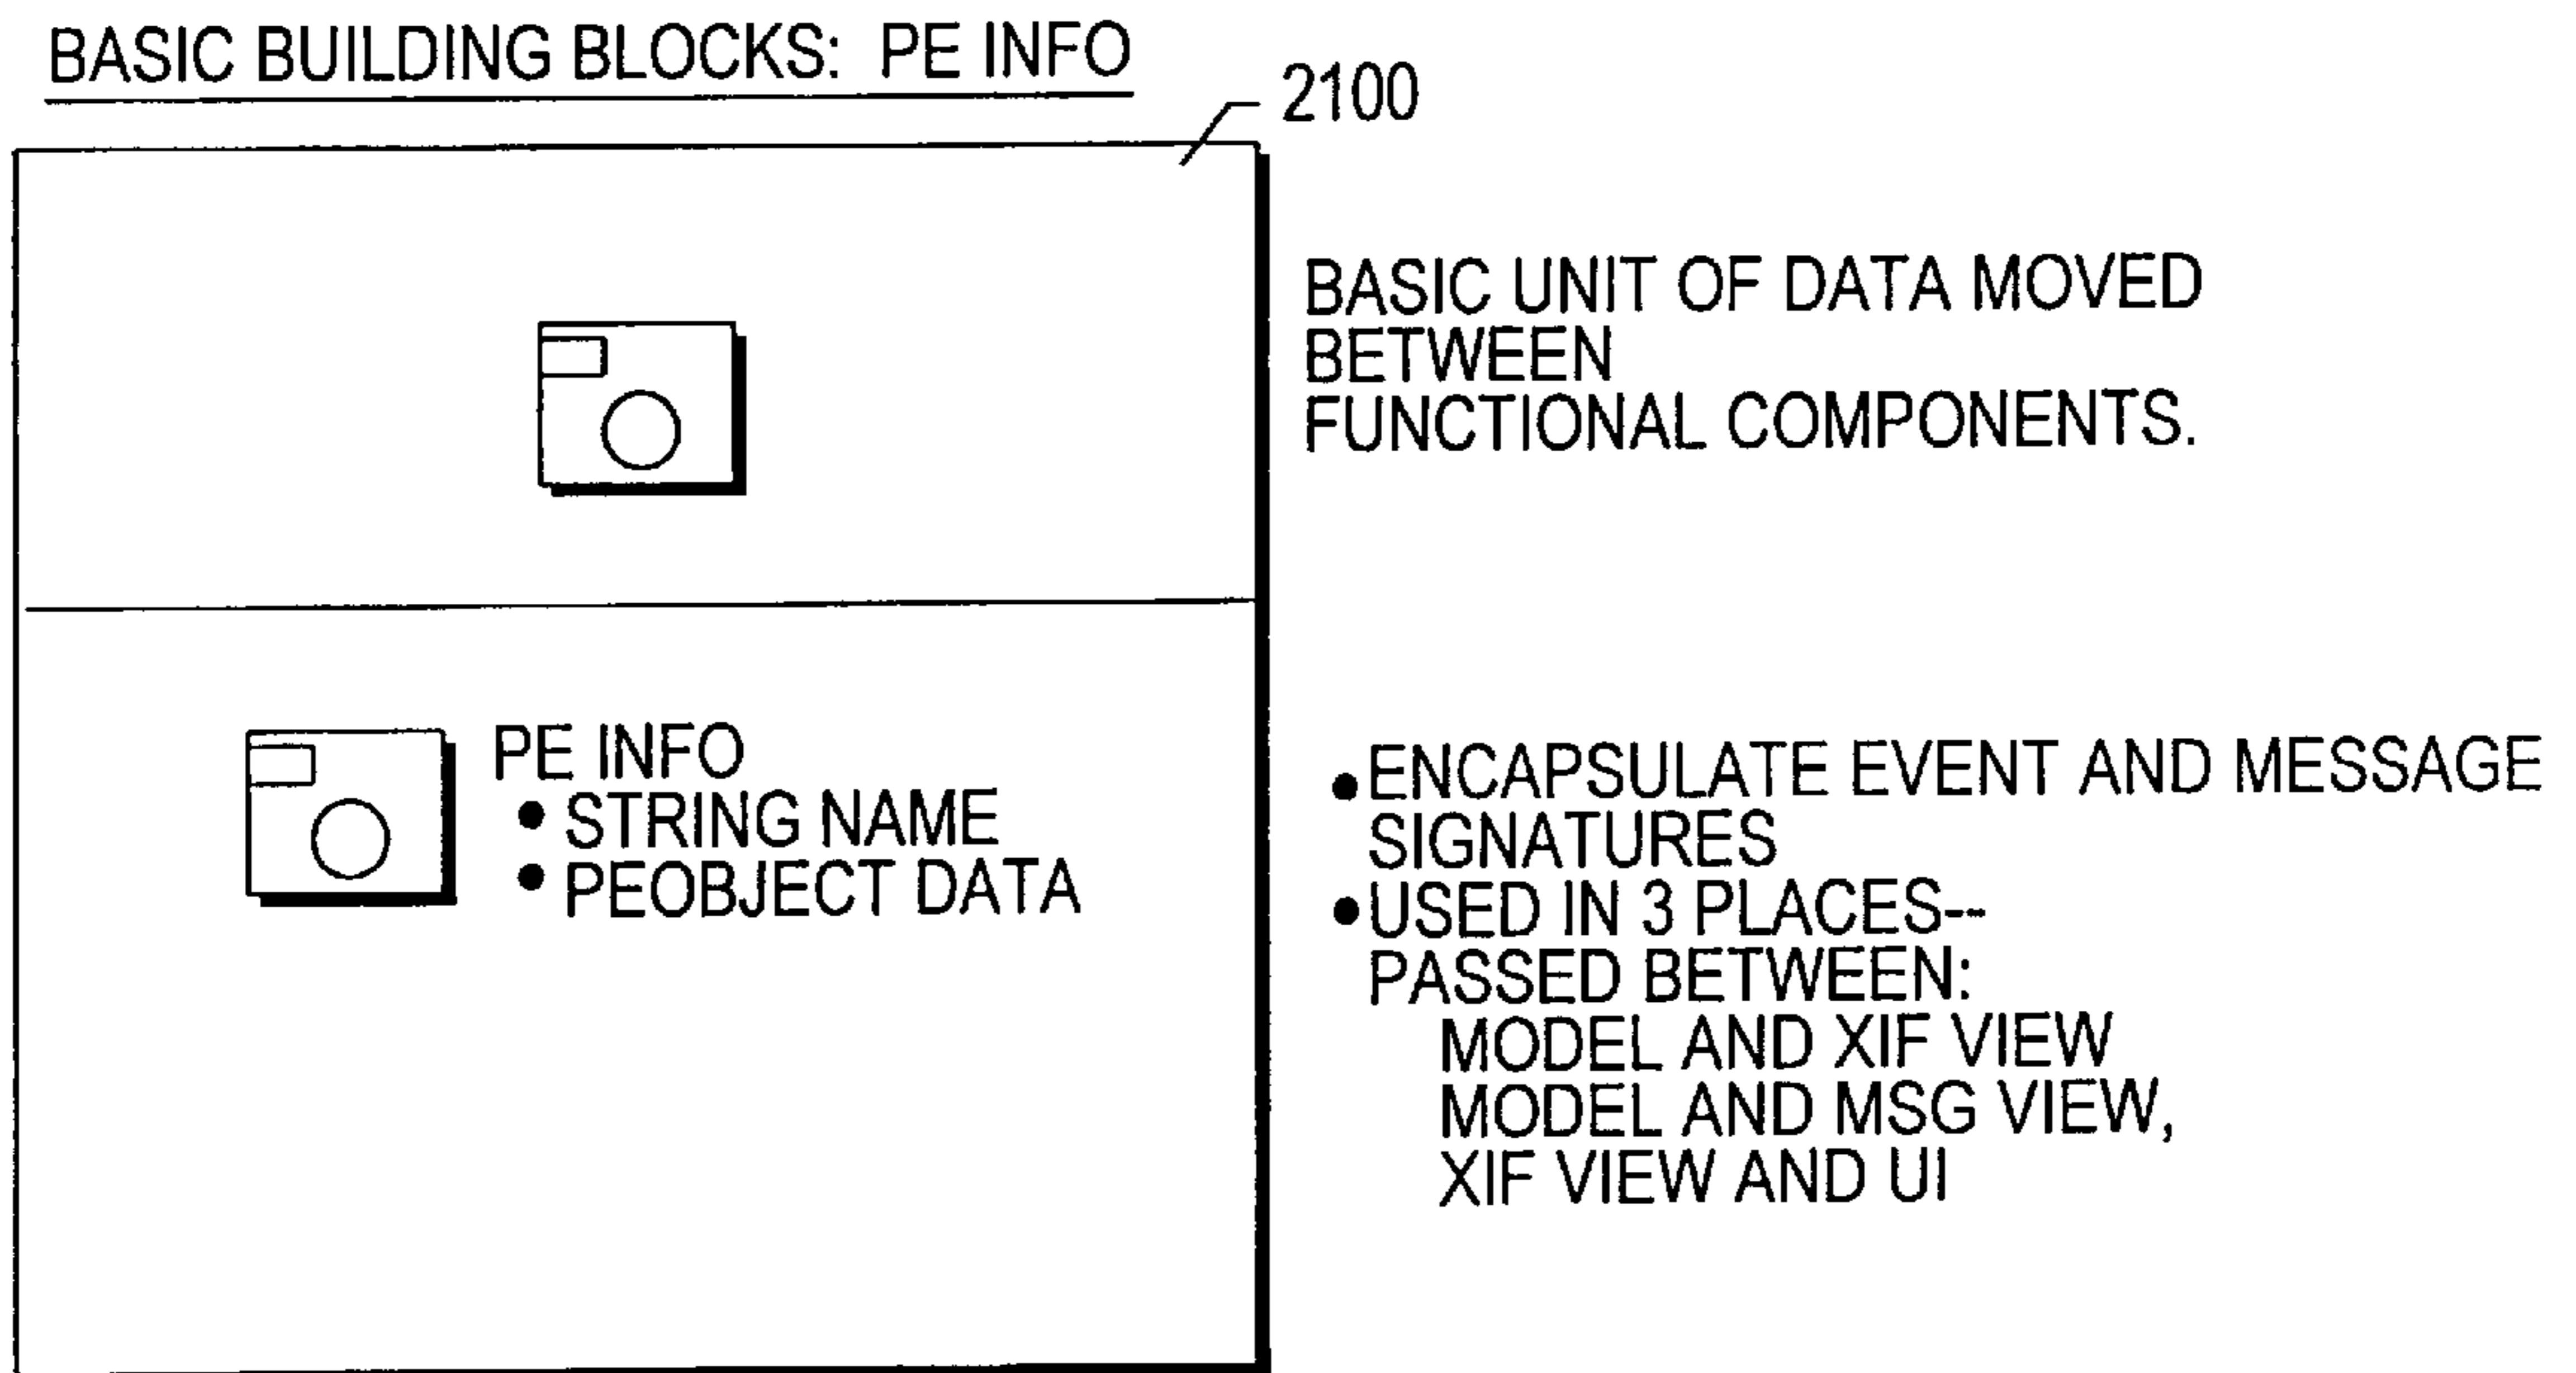 BASIC BUILDING BLOCKS: PE INFO
2100
BASIC UNIT OF DATA MOVED
BETWEEN
FUNCTIONAL COMPONENTS.
PE INFO
• STRING NAME
• PEOBJECT DATA
• ENCAPSULATE EVENT AND MESSAGE
SIGNATURES
• USED IN 3 PLACES--
PASSED BETWEEN:
MODEL AND XIF VIEW
MODEL AND MSG VIEW,
XIF VIEW AND UI